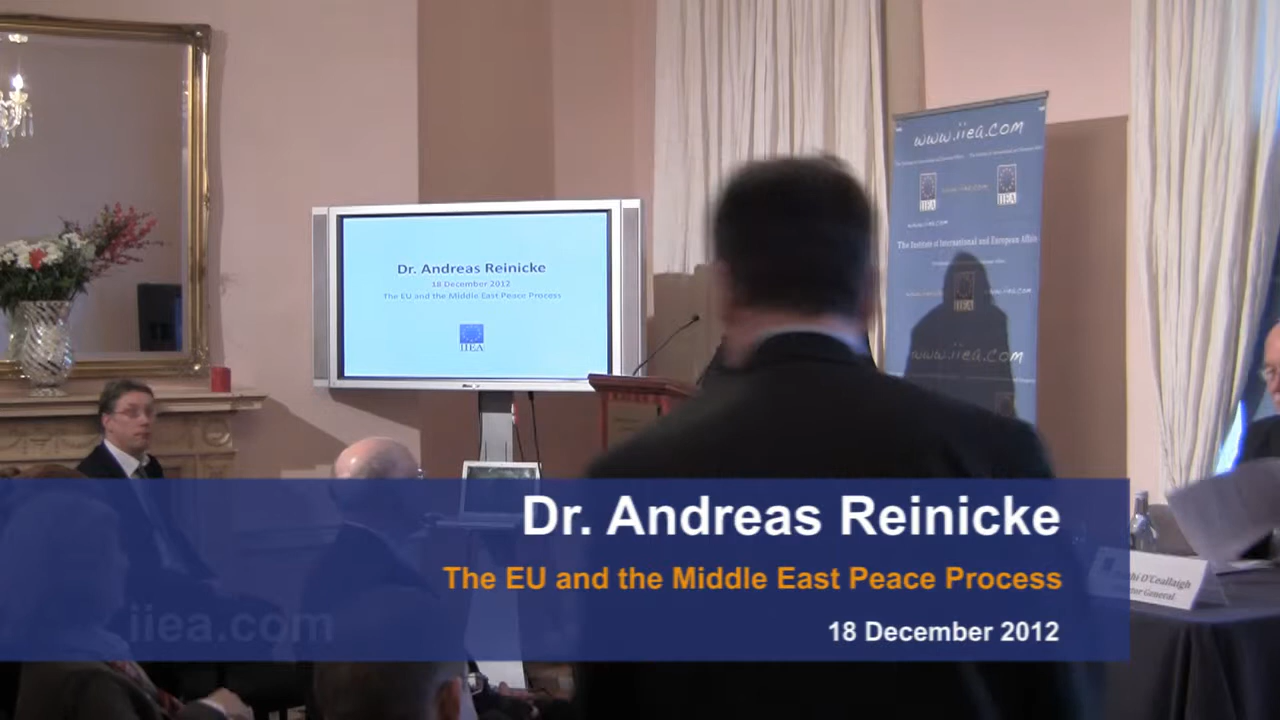 www.iiea.com
IIEA
IIEA
The Institute of International and European Affairs
www.iiea.com
Dr. Andreas Reinicke
18 December 2012
The EU and the Middle East Peace Process
IIEA
Dr. Andreas Reinicke
The EU and the Middle East Peace Process
18 December 2012
iiea.com
O'Ceallaigh
General